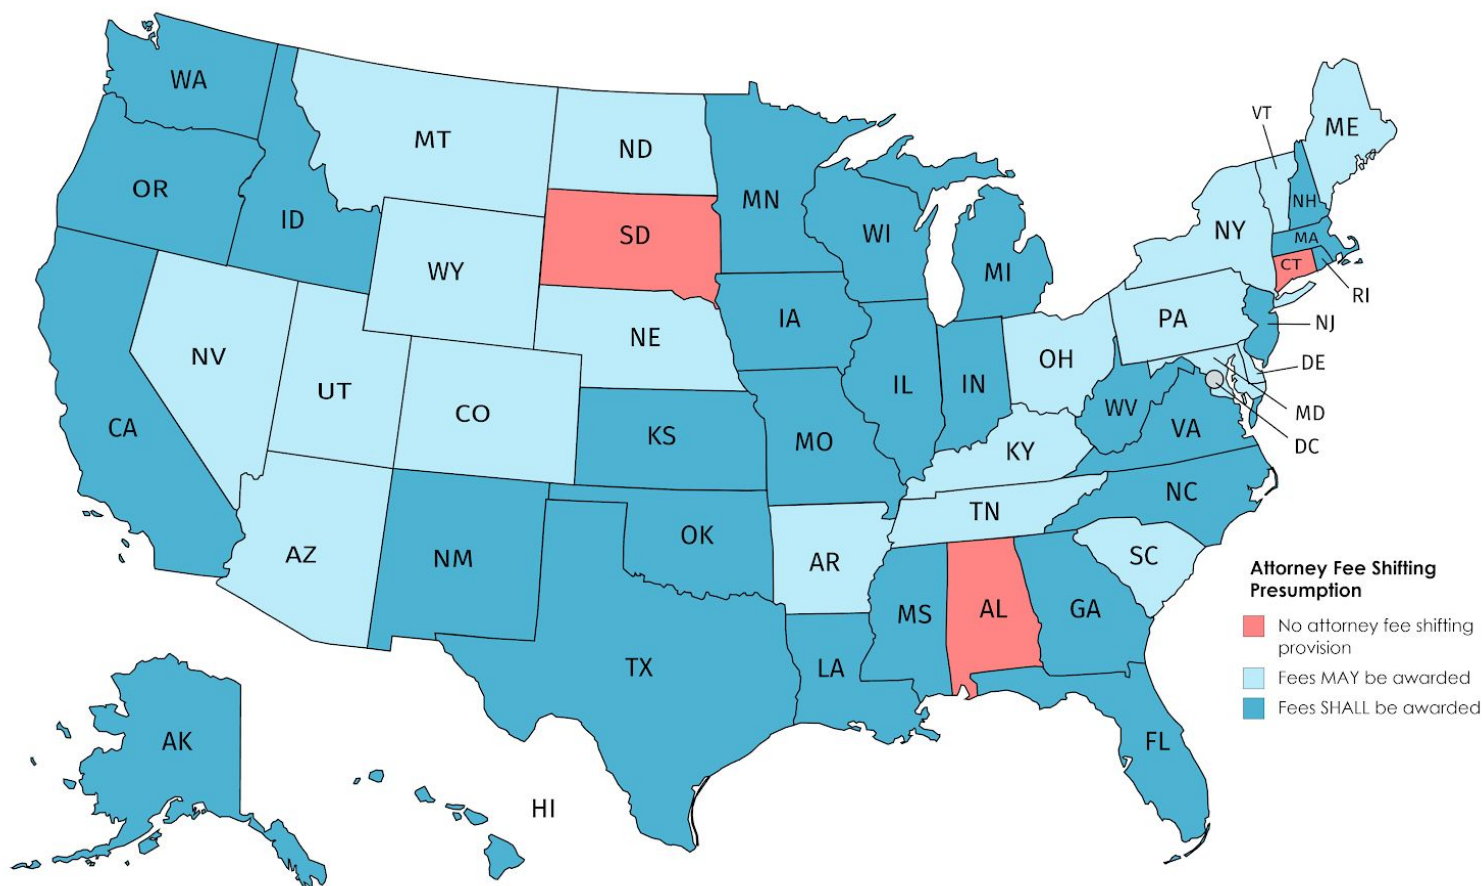 WA
MT
ND
VT
ME
OR
ID
MN
NH
SD
WI
NY
MA
WY
MI
CT
RI
IA
PA
NJ
NE
NV
OH
DE
UT
CO
IL
IN
WV
MD
CA
KS
MO
VA
DC
KY
NC
TN
AZ
NM
OK
AR
SC
MS
AL
GA
TX
LA
AK
FL
HI
Attorney Fee Shifting
Presumption
No attorney fee shifting
provision
Fees MAY be awarded
Fees SHALL be awarded